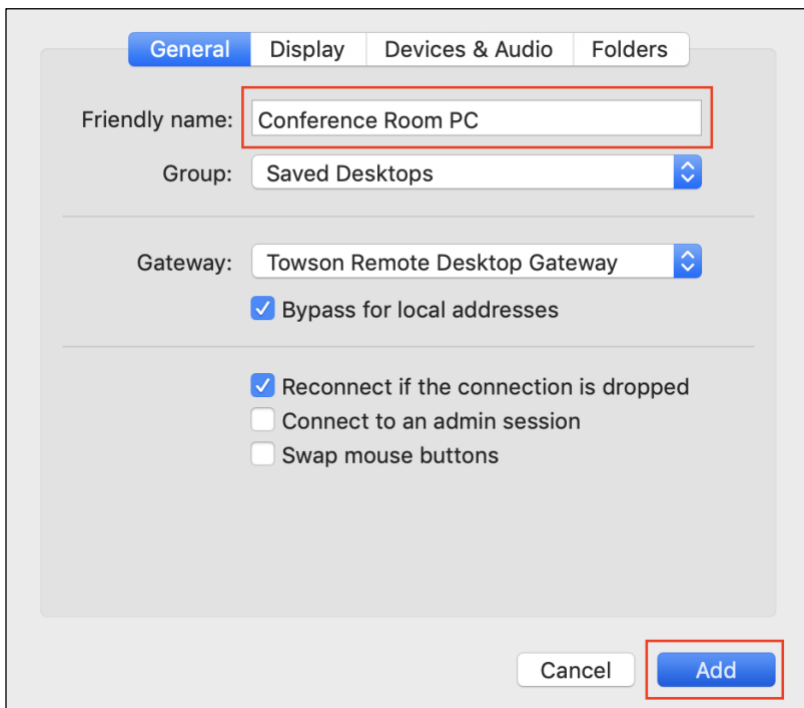 General Display Devices & Audio Folders
Friendly name: Conference Room PC
Group: Saved Desktops
Gateway: Towson Remote Desktop Gateway
Bypass for local addresses
Reconnect if the connection is dropped
Connect to an admin session
Swap mouse buttons
Cancel Add